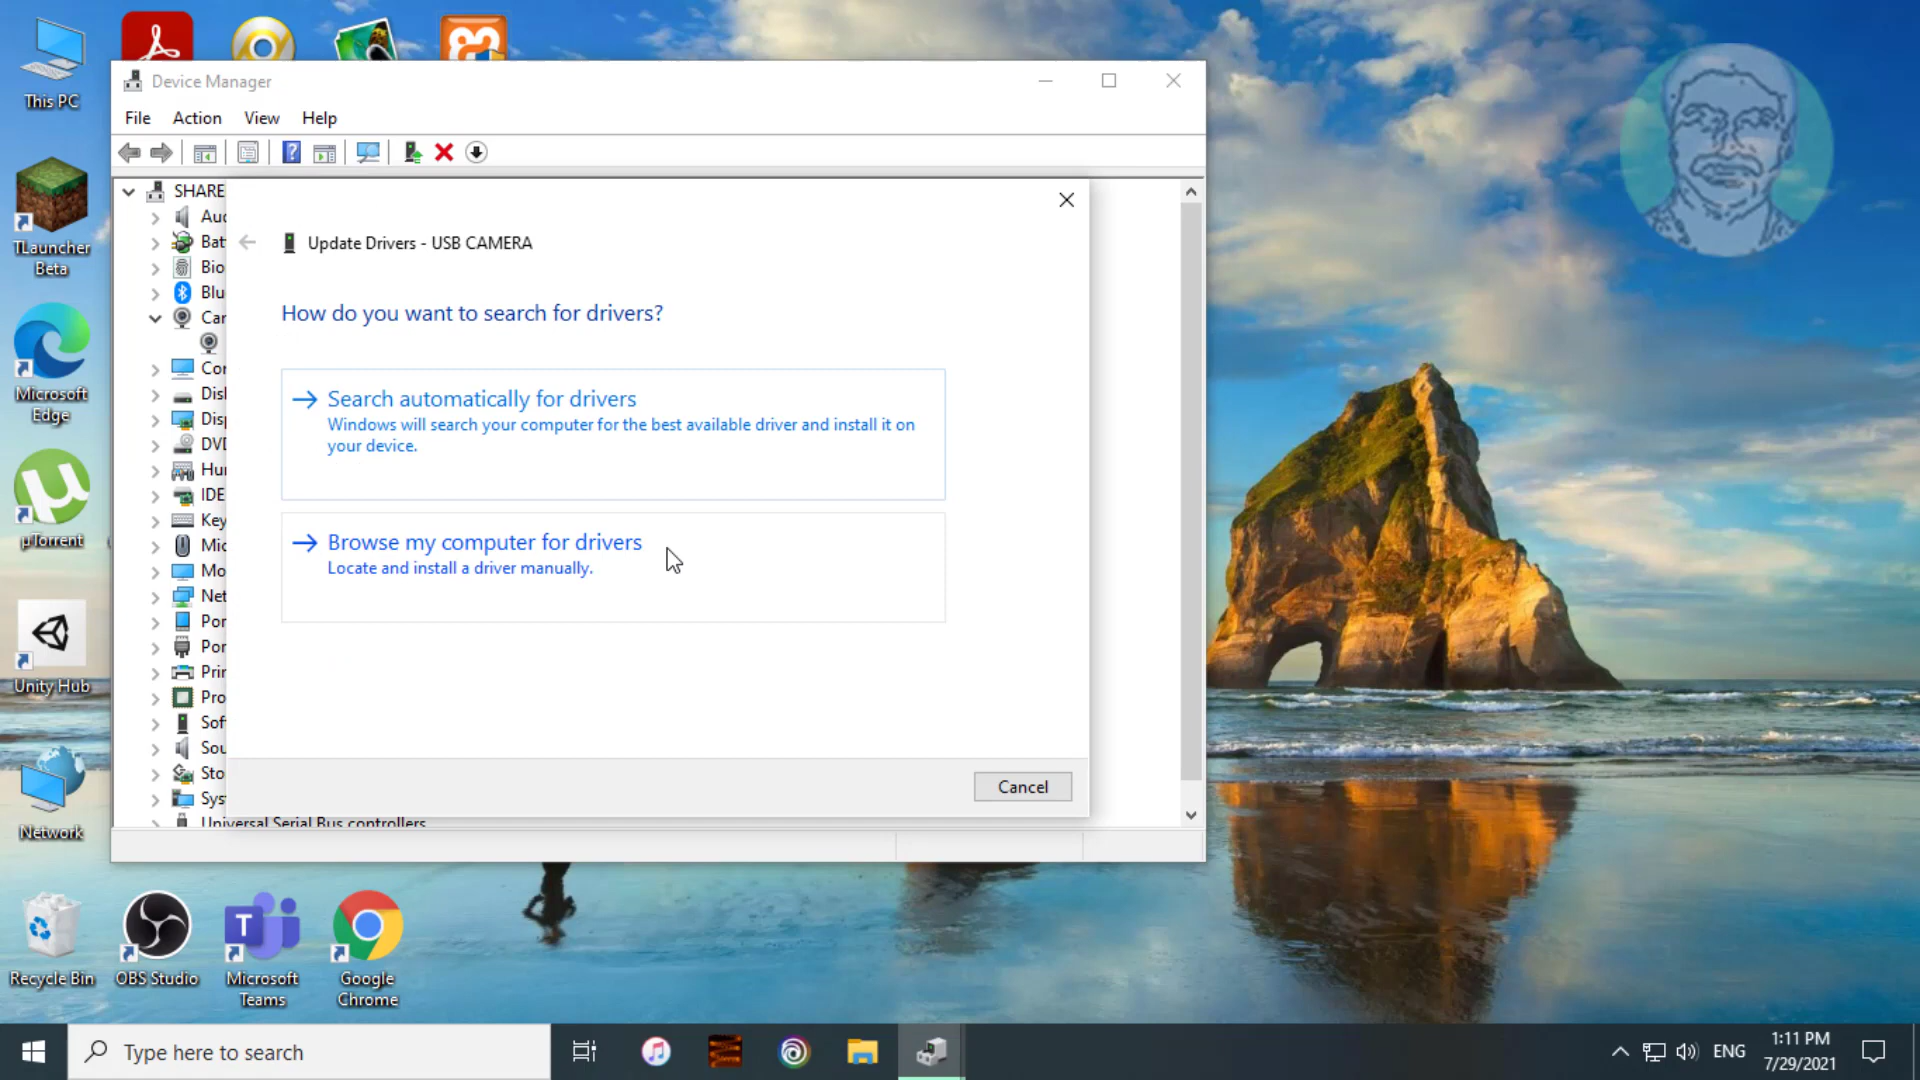 This PC
Device Manager
File Action View Help
TLauncher
Beta
Microsoft
Edge
µTorrent
Unity Hub
Network
SHARE
Auc
Bat
Bio
Blu
Car
Cor
Disl
Disp
DVD
Hur
IDE
Key
Mic
Mo
Net
Por
Por
Prin
Pro
Sof
Sou
Sto
Sys
Universal Serial Bus controllers
Update Drivers - USB CAMERA
How do you want to search for drivers?
Search automatically for drivers
Windows will search your computer for the best available driver and install it on
your device.
Browse my computer for drivers
Locate and install a driver manually.
Cancel
Recycle Bin
OBS Studio
Microsoft
Teams
Google
Chrome
Type here to search
ENG
1:11 PM
7/29/2021